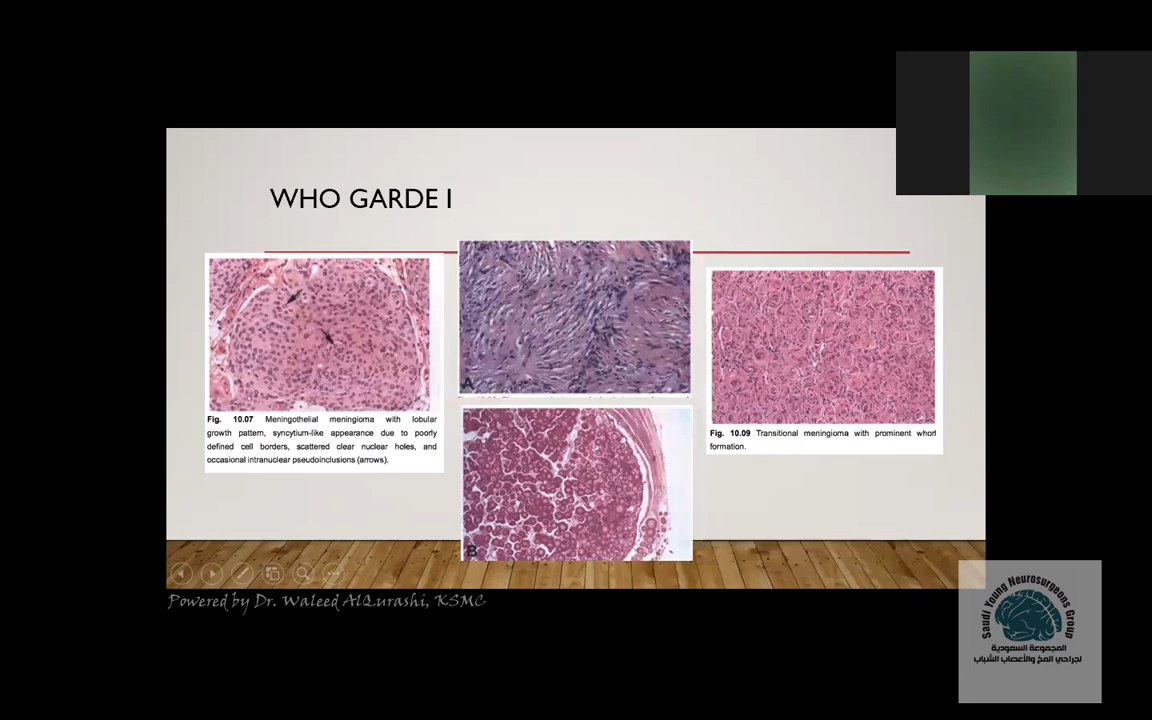 WHO GARDE I
Fig. 10.07 Meningothelial meningioma with lobular
growth pattern, syncytium-like appearance due to poorly
defined cell borders, scattered clear nuclear holes, and
occasional intranuclear pseudoinclusions (arrows).
A
B
Fig. 10.09 Transitional meningioma with prominent whorl
formation.
Powered by Dr. Waleed AlQurashi, KSMC
Saudi Young Neurosurgeons Group
المجموعة السعودية
لجراحي المخ والأعصاب الشباب